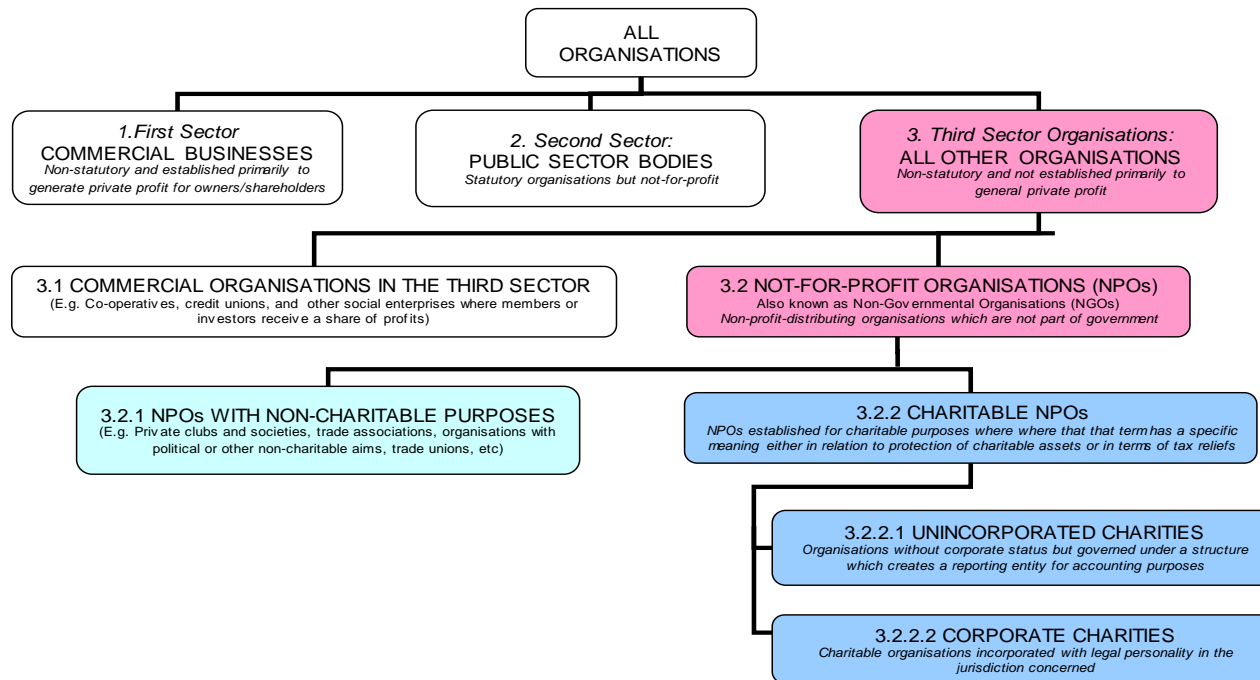 ALL
ORGANISATIONS
1.First Sector
COMMERCIAL BUSINESSES
Non-statutory and established primarily to
generate private profit for owners/shareholders
2. Second Sector:
PUBLIC SECTOR BODIES
Statutory organisations but not-for-profit
3. Third Sector Organisations:
ALL OTHER ORGANISATIONS
Non-statutory and not established primarily to
general private profit
3.1 COMMERCIAL ORGANISATIONS IN THE THIRD SECTOR
(E.g. Co-operatives, credit unions, and other social enterprises where members or
investors receive a share of profits)
3.2 NOT-FOR-PROFIT ORGANISATIONS (NPOs)
Also known as Non-Governmental Organisations (NGOs)
Non-profit-distributing organisations which are not part of government
3.2.1 NPOs WITH NON-CHARITABLE PURPOSES
(E.g. Private clubs and societies, trade associations, organisations with
political or other non-charitable aims, trade unions, etc)
3.2.2 CHARITABLE NPOs
NPOs established for charitable purposes where where that that term has a specific
meaning either in relation to protection of charitable assets or in terms of tax reliefs
3.2.2.1 UNINCORPORATED CHARITIES
Organisations without corporate status but governed under a structure
which creates a reporting entity for accounting purposes
3.2.2.2 CORPORATE CHARITIES
Charitable organisations incorporated with legal personality in the
jurisdiction concerned